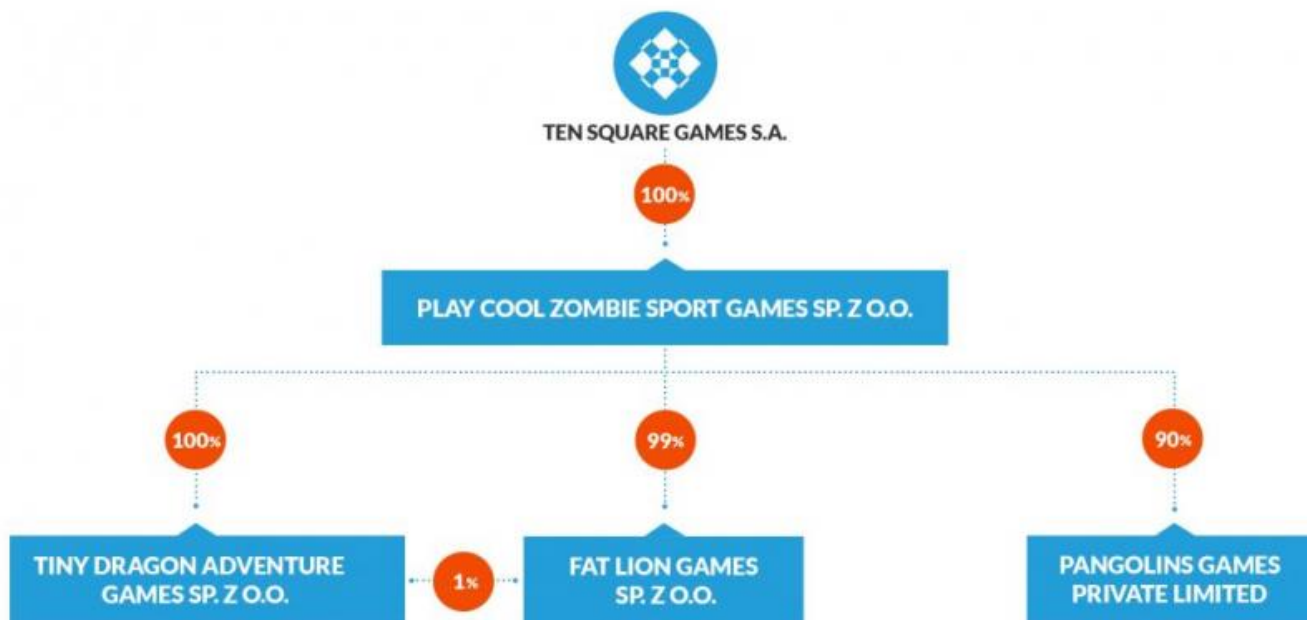 TEN SQUARE GAMES S.A.
100%
PLAY COOL ZOMBIE SPORT GAMES SP. Z O.O.
100%
99%
90%
TINY DRAGON ADVENTURE
GAMES SP. Z O.O.
1%
FAT LION GAMES
SP. Z O.O.
PANGOLINS GAMES
PRIVATE LIMITED